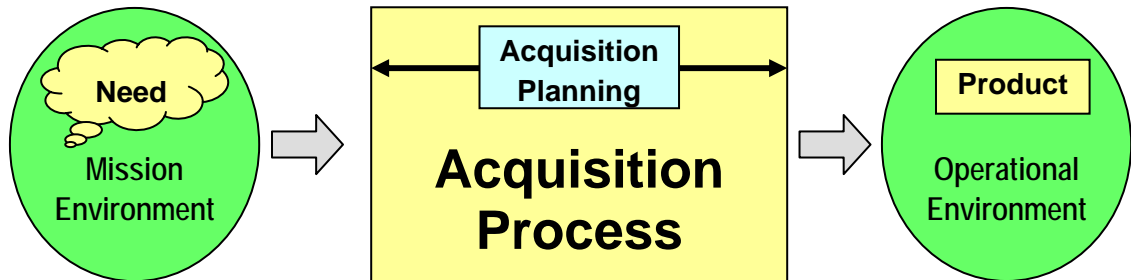 Need
Mission
Environment
Acquisition
Planning
Acquisition
Process
Product
Operational
Environment